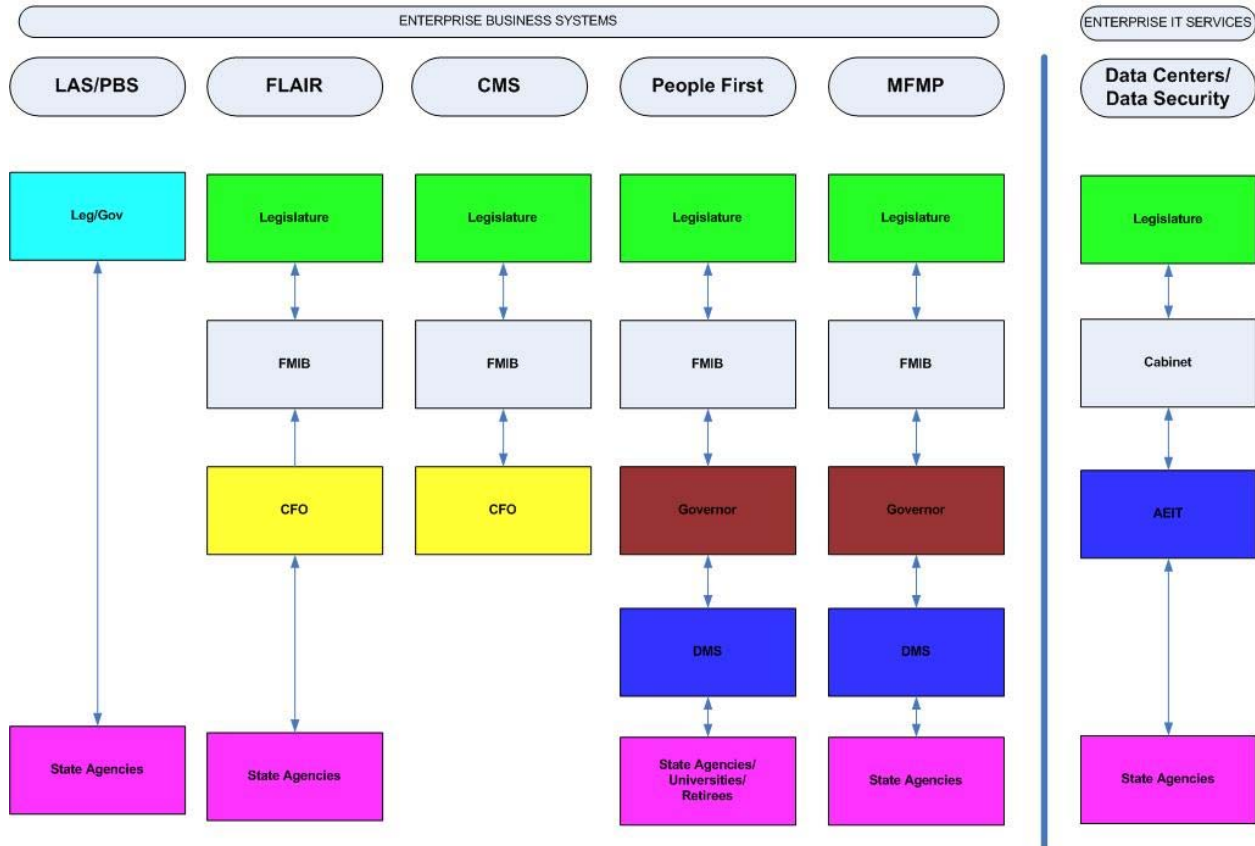 ENTERPRISE BUSINESS SYSTEMS
ENTERPRISE IT SERVICES
LAS/PBS
FLAIR
CMS
People First
MFMP
Data Centers/
Data Security
Leg/Gov
Legislature
Legislature
Legislature
Legislature
Legislature
FMIB
FMIB
FMIB
FMIB
Cabinet
CFO
CFO
Governor
Governor
AEIT
DMS
DMS
State Agencies
State Agencies
State Agencies/
Universities/
Retirees
State Agencies
State Agencies